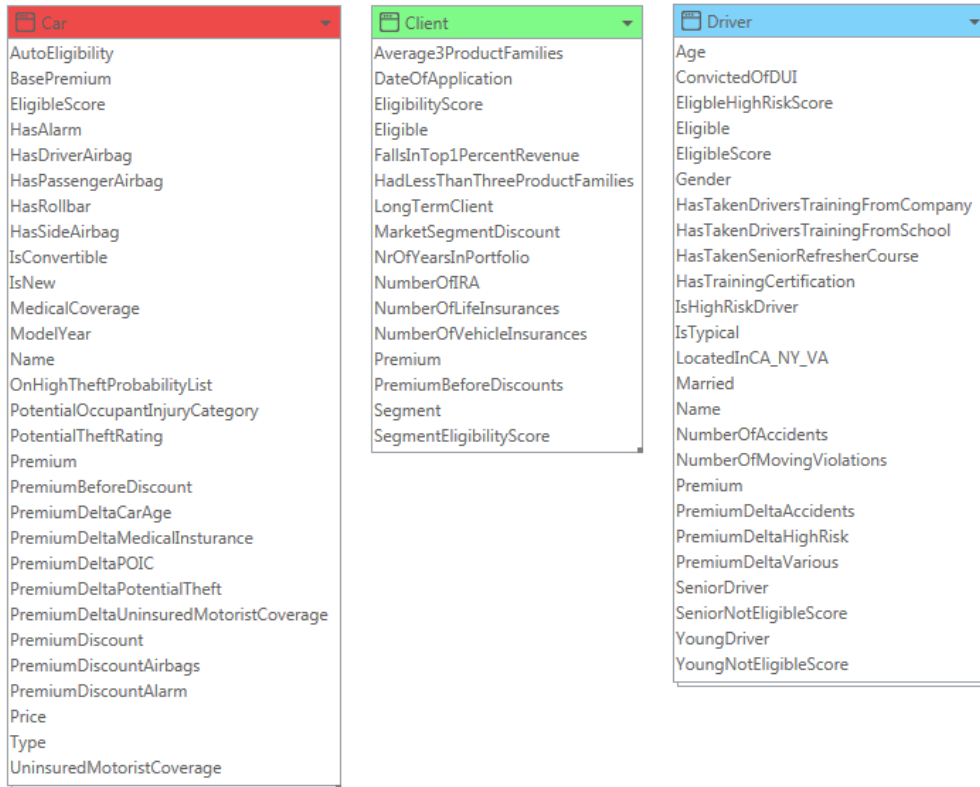 Car
AutoEligibility
BasePremium
EligibleScore
HasAlarm
HasDriverAirbag
HasPassengerAirbag
HasRollbar
HasSideAirbag
IsConvertible
IsNew
MedicalCoverage
ModelYear
Name
OnHighTheftProbabilityList
PotentialOccupantInjuryCategory
PotentialTheftRating
Premium
PremiumBeforeDiscount
PremiumDeltaCarAge
PremiumDeltaMedicalInsturance
PremiumDeltaPOIC
PremiumDeltaPotentialTheft
PremiumDeltaUninsuredMotoristCoverage
PremiumDiscount
PremiumDiscountAirbags
PremiumDiscountAlarm
Price
Type
UninsuredMotoristCoverage
Client
Average3ProductFamilies
DateOfApplication
EligibilityScore
Eligible
FallsInTop1PercentRevenue
HadLessThanThreeProductFamilies
LongTermClient
MarketSegmentDiscount
NrOfYearsInPortfolio
NumberOfIRA
NumberOfLifeInsurances
NumberOfVehicleInsurances
Premium
PremiumBeforeDiscounts
Segment
SegmentEligibilityScore
Driver
Age
ConvictedOfDUI
EligbleHighRiskScore
Eligible
EligibleScore
Gender
HasTakenDriversTrainingFromCompany
HasTakenDriversTrainingFromSchool
HasTakenSeniorRefresherCourse
HasTrainingCertification
IsHighRiskDriver
IsTypical
LocatedInCA_NY_VA
Married
Name
NumberOfAccidents
NumberOfMovingViolations
Premium
PremiumDeltaAccidents
PremiumDeltaHighRisk
PremiumDeltaVarious
SeniorDriver
SeniorNotEligibleScore
YoungDriver
YoungNotEligibleScore